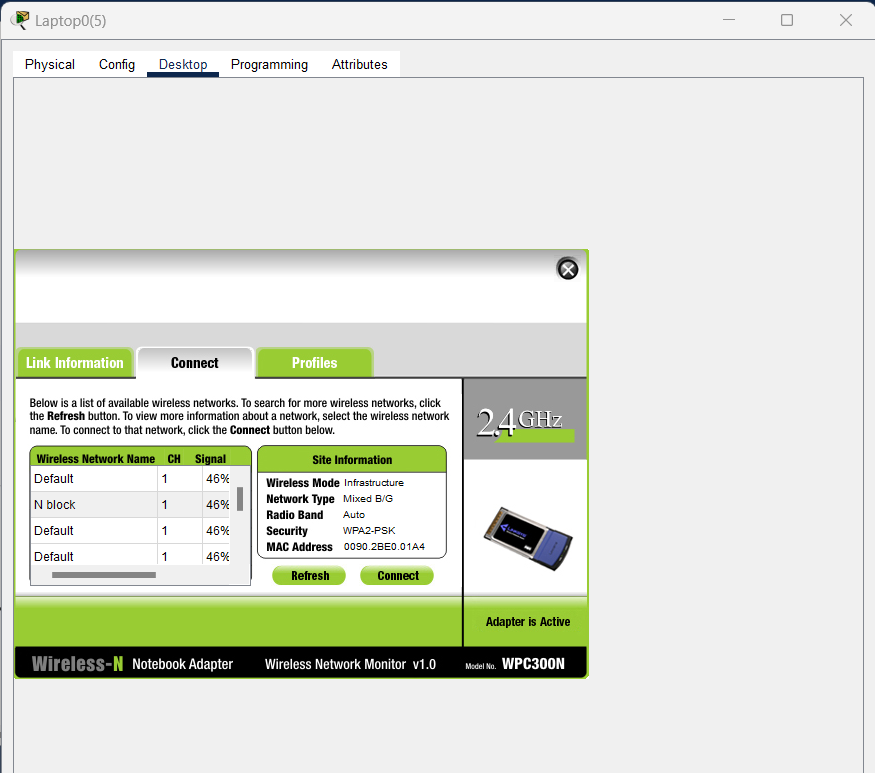 Laptop0(5)
Physical Config Desktop Programming Attributes
Link Information Connect Profiles
Below is a list of available wireless networks. To search for more wireless networks, click
the Refresh button. To view more information about a network, select the wireless network
name. To connect to that network, click the Connect button below.
2.4GHz
Wireless Network Name CH Signal
Default 1 46%
N block 1 46%
Default 1 46%
Default 1 46%
Site Information
Wireless Mode Infrastructure
Network Type Mixed B/G
Radio Band Auto
Security WPA2-PSK
MAC Address 0090.2BE0.01A4
Refresh Connect
Adapter is Active
Wireless-N Notebook Adapter Wireless Network Monitor v1.0 Model No. WPC300N